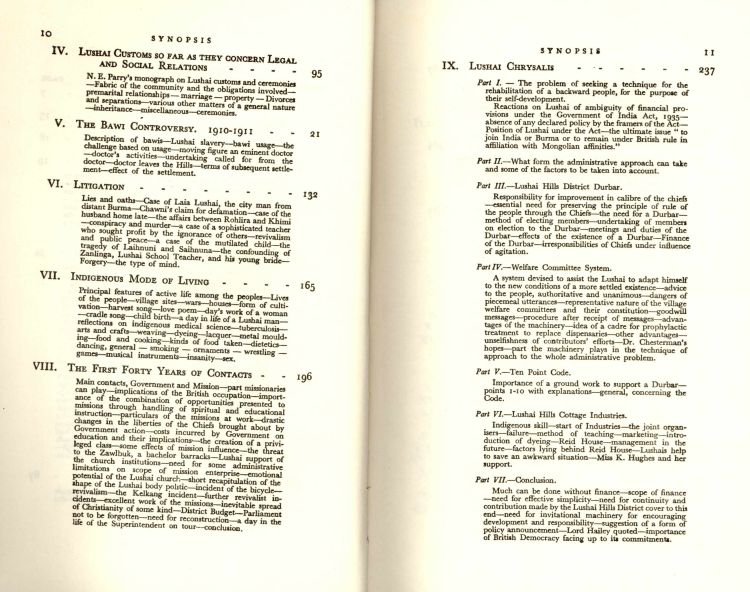 10
SYNOPSIS
IV. LUSHAI CUSTOMS SO FAR AS THEY CONCERN LEGAL
AND SOCIAL RELATIONS - - - - 95
N. E. Parry's monograph on Lushai customs and ceremonies
—Fabric of the community and the obligations involved—
premarital relationships — marriage — property — Divorces
and separations—various other matters of a general nature
—inheritance—miscellaneous—ceremonies.
V. THE BAWI CONTROVERSY. 1910-1911 - - 21
Description of bawis—Lushai slavery—bawi usage—the
challenge based on usage—moving figure an eminent doctor
—doctor's activities—undertaking called for from the
doctor—doctor leaves the Hills—terms of subsequent settle-
ment—effect of the settlement.
VI. LITIGATION - - - - - - - 132
Lies and oaths—Case of Laia Lushai, the city man from
distant Burma—Chawni's claim for defamation—case of the
husband home late—the affairs between Rohlira and Khimi
—conspiracy and murder—a case of a sophisticated teacher
who sought profit by the ignorance of others—revivalism
and public peace—a case of the mutilated child—the
tragedy of Laihnuni and Saihnuna—the confounding of
Zanlinga, Lushai School Teacher, and his young bride—
Forgery—the type of mind.
VII. INDIGENOUS MODE OF LIVING - - - - 165
Principal features of active life among the peoples—Lives
of the people—village sites—wars—houses—form of culti-
vation—harvest song—love poem—day's work of a woman
—cradle song—child birth—a day in life of a Lushai man—
reflections on indigenous medical science—tuberculosis—
arts and crafts—weaving—dyeing—lacquer—metal mould-
ing—food and cooking—kinds of food taken—dietetics—
dancing, general — smoking — ornaments — wrestling —
games—musical instruments—insanity—sex.
VIII. THE FIRST FORTY YEARS OF CONTACTS - - 196
Main contacts, Government and Mission—part missionaries
can play—implications of the British occupation—import-
ance of the combination of opportunities presented to
missions through handling of spiritual and educational
instruction—particulars of the missions at work—drastic
changes in the liberties of the Chiefs brought about by
Government action—costs incurred by Government on
education and their implications—the creation of a privi-
leged class—some effects of mission influence—the threat
to the Zawlbuk, a bachelor barracks—Lushai support of
the church institutions—need for some administrative
limitations on scope of mission enterprise—emotional
potential of the Lushai church—short recapitulation of the
shape of the Lushai body politic—incident of the bicycle—
revivalism—the Kelkang incident—further revivalist in-
cidents—excellent work of the missions—inevitable spread
of Christianity of some kind—District Budget—Parliament
not to be forgotten—need for reconstruction—a day in the
life of the Superintendent on tour—conclusion.
SYNOPSIS
11
IX. LUSHAI CHRYSALIS - - - - - - 237
Part I. — The problem of seeking a technique for the
rehabilitation of a backward people, for the purpose of
their self-development.
Reactions on Lushai of ambiguity of financial pro-
visions under the Government of India Act, 1935—
absence of any declared policy by the framers of the Act—
Position of Lushai under the Act—the ultimate issue " to
join to India or Burma or to remain under British rule in
affiliation with Mongolian affinities."
Part II.—What form the administrative approach can take
and some of the factors to be taken into account.
Part III.—Lushai Hills District Durbar.
Responsibility for improvement in calibre of the chiefs
—essential need for preserving the principle of rule of
the people through the Chiefs—the need for a Durbar—
method of electing members—undertaking of members
on election to the Durbar—meetings and duties of the
Durbar—effects of the existence of a Durbar—Finance
of the Durbar—irresponsibilities of Chiefs under influence
of agitation.
Part IV.—Welfare Committee System.
A system devised to assist the Lushai to adapt himself
to the new conditions of a more settled existence—advice
to the people, authoritative and unanimous—dangers of
piecemeal utterances—representative nature of the village
welfare committees and their constitution—goodwill
messages—procedure after receipt of messages—advan-
tages of the machinery—idea of a cadre for prophylactic
treatment to replace dispensaries—other advantages—
unselfishness of contributors' efforts—Dr. Chesterman's
hopes—part the machinery plays in the technique of
approach to the whole administrative problem.
Part V.—Ten Point Code.
Importance of a ground work to support a Durbar—
points 1-10 with explanations—general, concerning the
Code.
Part VI.—Lushai Hills Cottage Industries.
Indigenous skill—start of Industries—the joint organ-
isers—failure—method of teaching—marketing—intro-
duction of dyeing—Reid House—management in the
future—factors lying behind Reid House—Lushais help
to save an awkward situation—Miss K. Hughes and her
support.
Part VII.—Conclusion.
Much can be done without finance—scope of finance
—need for effective simplicity—need for continuity and
contribution made by the Lushai Hills District cover to this
end—need for invitational machinery for encouraging
development and responsibility—suggestion of a form of
policy announcement—Lord Hailey quoted—importance
of British Democracy facing up to its commitments.